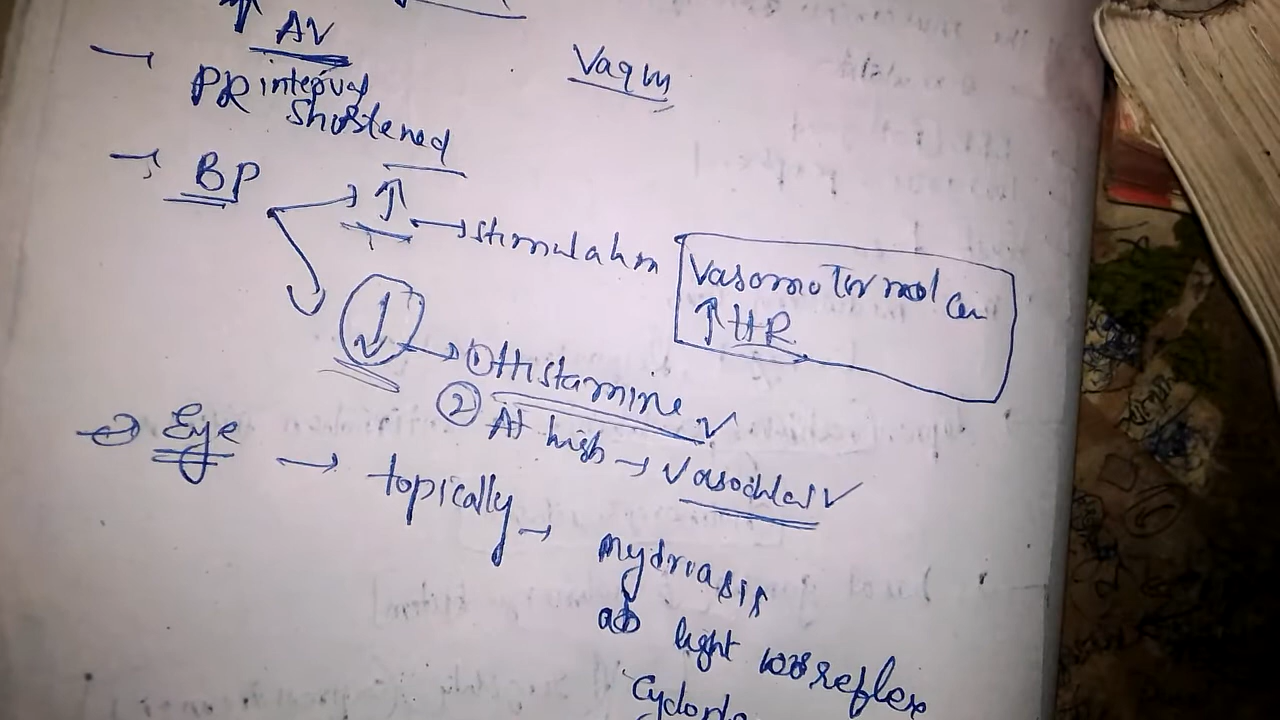 ↑ AV
Vagus
→ PR interval
shortened
→ BP → ↑ → stimulation
Vasomotor
↑ HR
↓ → ① Histamine ✓
② At high → Vasodilat ✓
→ Eye → topically → mydriasis
light reflex